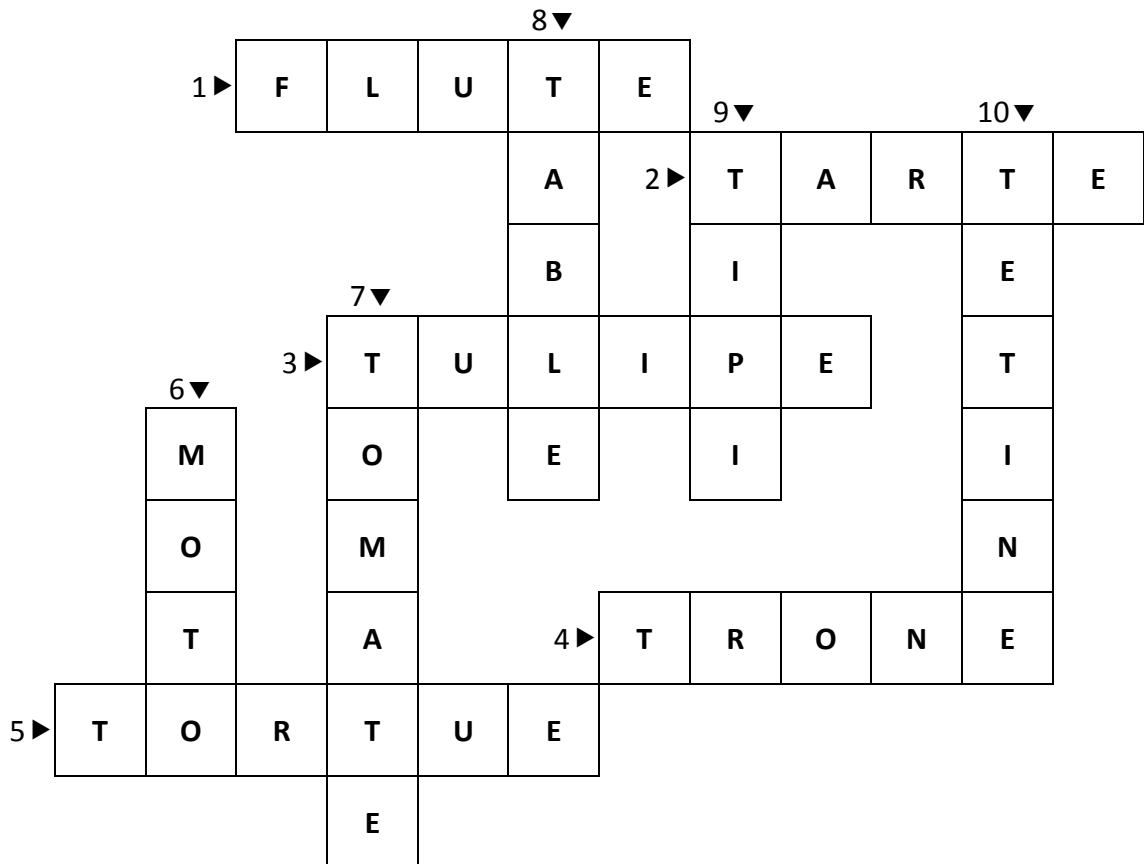 8▼
1► F L U T E
9▼ 10▼
A 2► T A R T E
B I E
7▼
3► T U L I P E T
6▼
M O E I I
O M N
T A 4► T R O N E
5► T O R T U E
E